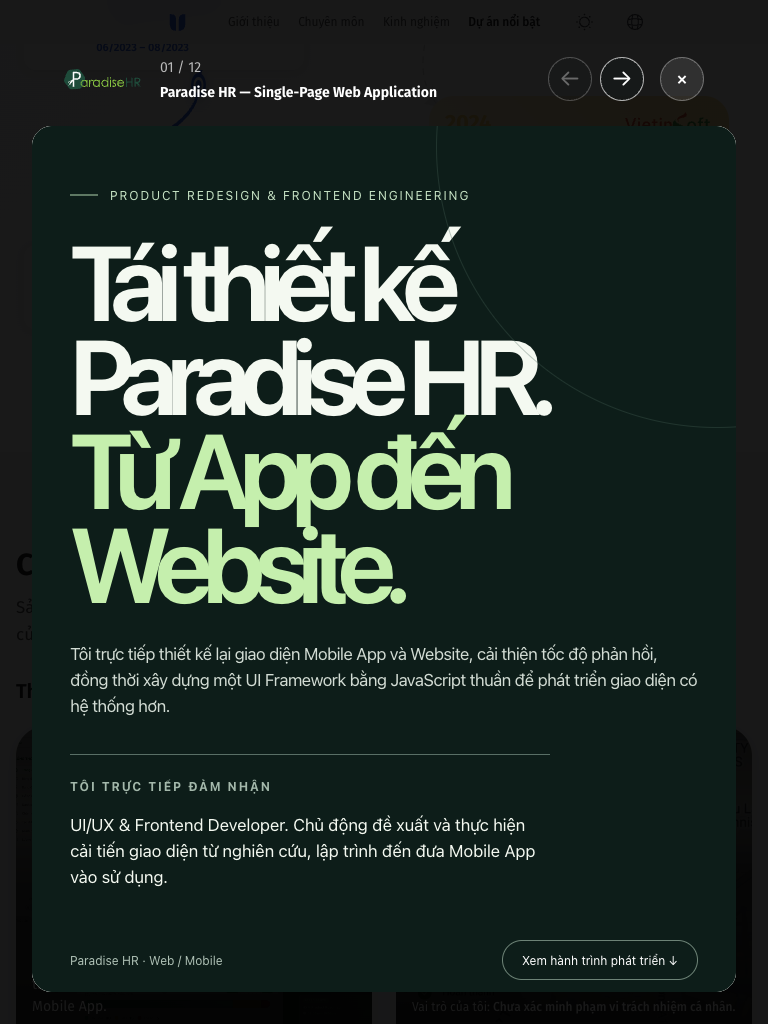 Giới thiệu Chuyên môn Kinh nghiệm Dự án nổi bật
06/2023 – 08/2023
ParadiseHR
01 / 12
Paradise HR — Single-Page Web Application
2024
PRODUCT REDESIGN & FRONTEND ENGINEERING
Tái thiết kế
Paradise HR.
Từ App đến
Website.
Tôi trực tiếp thiết kế lại giao diện Mobile App và Website, cải thiện tốc độ phản hồi,
đồng thời xây dựng một UI Framework bằng JavaScript thuần để phát triển giao diện có
hệ thống hơn.
TÔI TRỰC TIẾP ĐẢM NHẬN
UI/UX & Frontend Developer. Chủ động đề xuất và thực hiện
cải tiến giao diện từ nghiên cứu, lập trình đến đưa Mobile App
vào sử dụng.
Paradise HR · Web / Mobile
Xem hành trình phát triển ↓
Mobile App.
Vai trò của tôi: Chưa xác minh phạm vi trách nhiệm cá nhân.